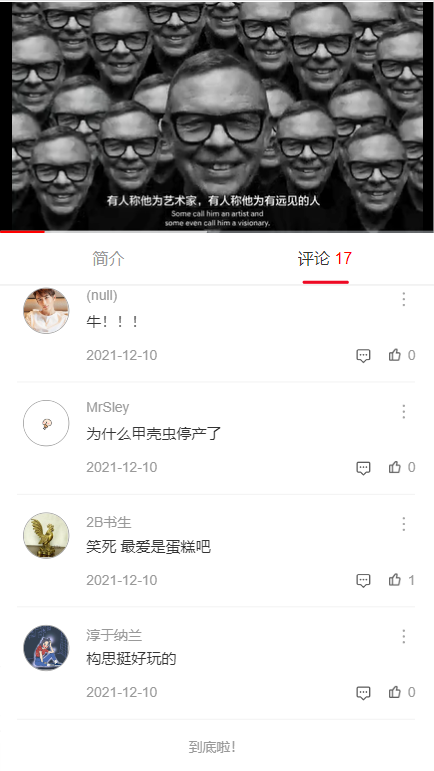 有人称他为艺术家，有人称他为有远见的人
Some call him an artist and
some even call him a visionary.
简介 评论 17
(null)
牛！！！
2021-12-10 0
MrSley
为什么甲壳虫停产了
2021-12-10 0
2B书生
笑死 最爱是蛋糕吧
2021-12-10 1
淳于纳兰
构思挺好玩的
2021-12-10 0
到底啦!